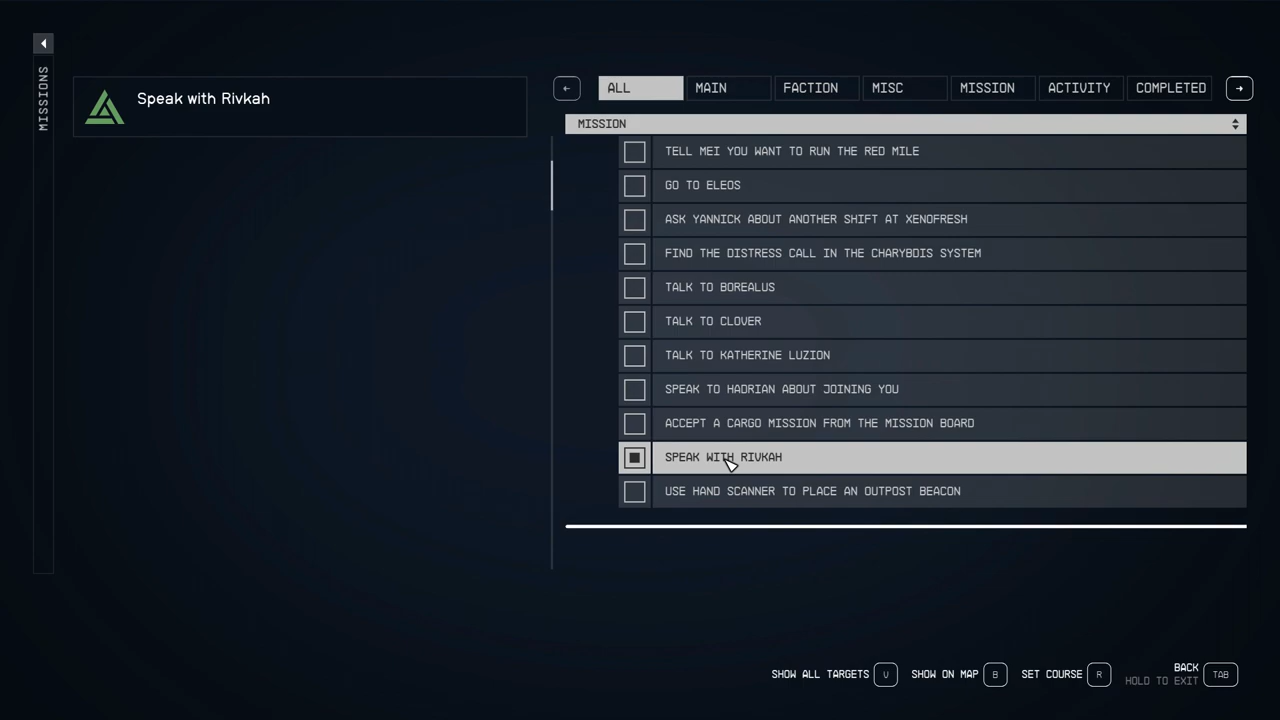 MISSIONS
Speak with Rivkah
ALL MAIN FACTION MISC MISSION ACTIVITY COMPLETED
MISSION
TELL MEI YOU WANT TO RUN THE RED MILE
GO TO ELEOS
ASK YANNICK ABOUT ANOTHER SHIFT AT XENOFRESH
FIND THE DISTRESS CALL IN THE CHARYBDIS SYSTEM
TALK TO BOREALUS
TALK TO CLOVER
TALK TO KATHERINE LUZION
SPEAK TO HADRIAN ABOUT JOINING YOU
ACCEPT A CARGO MISSION FROM THE MISSION BOARD
SPEAK WITH RIVKAH
USE HAND SCANNER TO PLACE AN OUTPOST BEACON
SHOW ALL TARGETS V SHOW ON MAP B SET COURSE R BACK TAB
HOLD TO EXIT